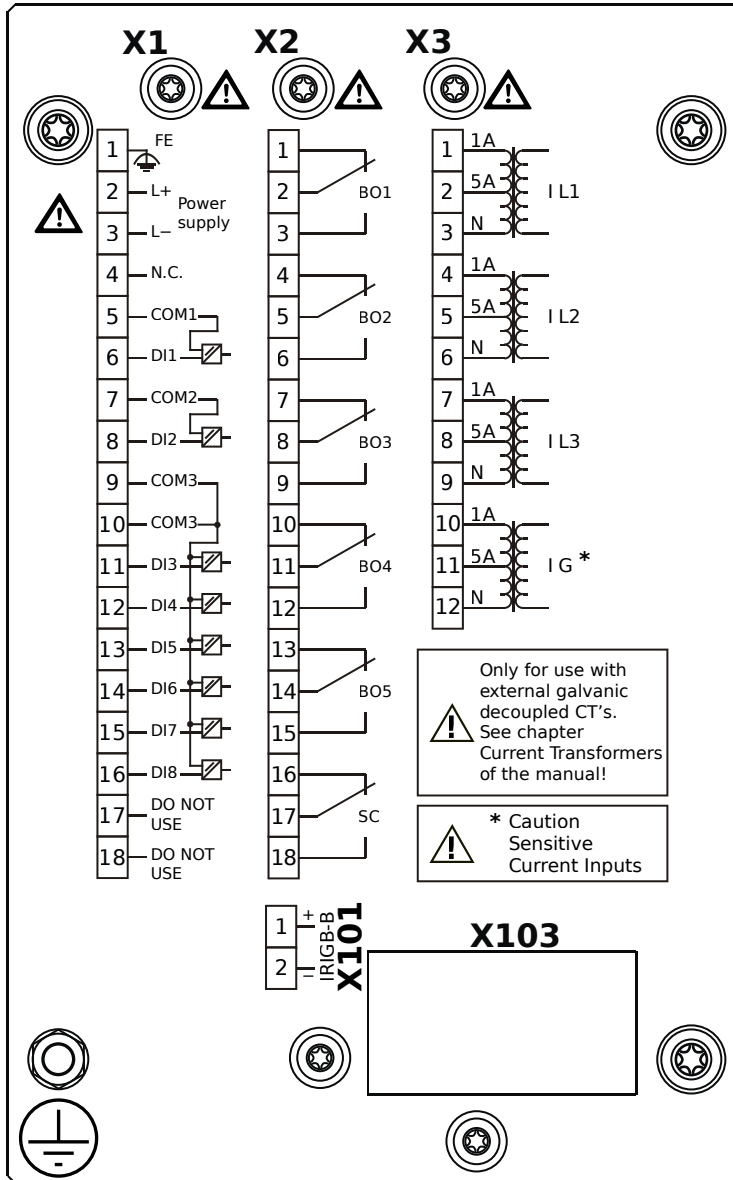 X1 X2 X3
1 FE
2 L+
Power
supply
3 L−
4 N.C.
5 COM1
6 DI1
7 COM2
8 DI2
9 COM3
10 COM3
11 DI3
12 DI4
13 DI5
14 DI6
15 DI7
16 DI8
17 DO NOT
USE
18 DO NOT
USE
1
2 BO1
3
4
5 BO2
6
7
8 BO3
9
10
11 BO4
12
13
14 BO5
15
16
17 SC
18
1 1A
2 5A I L1
3 N
4 1A
5 5A I L2
6 N
7 1A
8 5A I L3
9 N
10 1A
11 5A I G *
12 N
Only for use with
external galvanic
decoupled CT's.
See chapter
Current Transformers
of the manual!
* Caution
Sensitive
Current Inputs
1 +
2 −
IRIGB-B
X101
X103